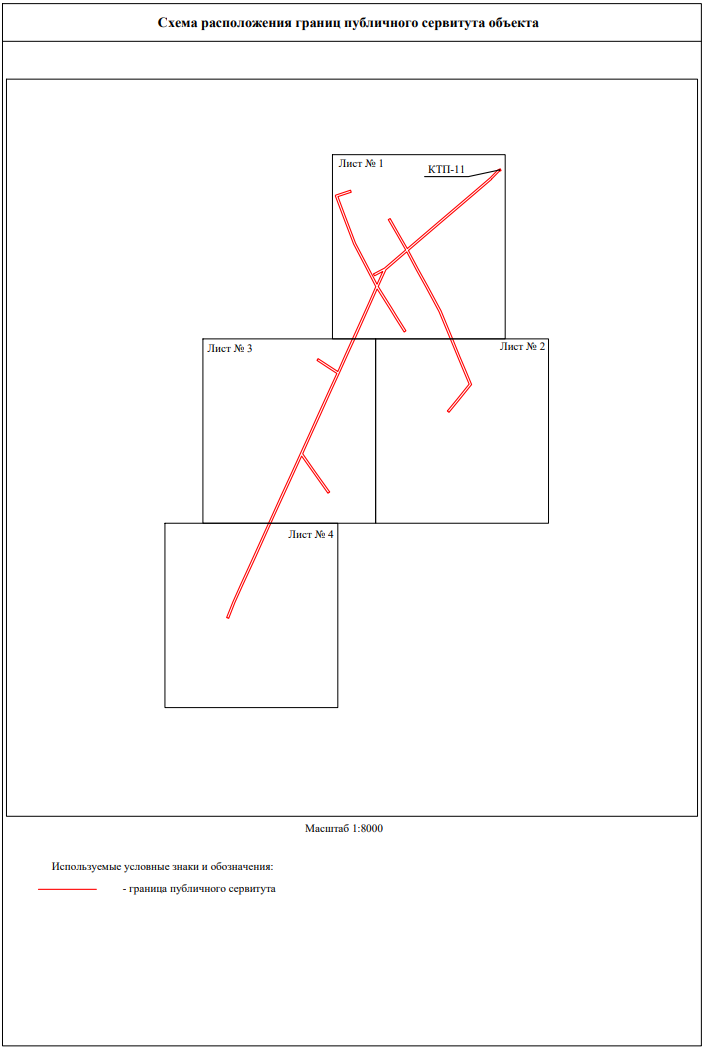 Схема расположения границ публичного сервитута объекта
Лист № 1
КТП-11
Лист № 2
Лист № 3
Лист № 4
Масштаб 1:8000
Используемые условные знаки и обозначения:
- граница публичного сервитута